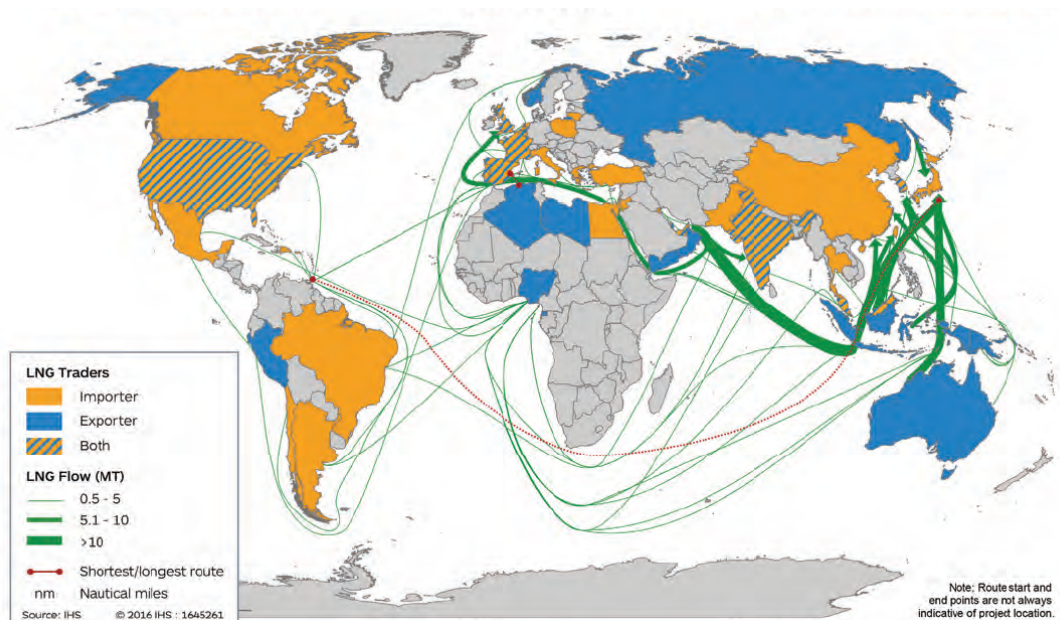 LNG Traders
Importer
Exporter
Both
LNG Flow (MT)
0.5 - 5
5.1 - 10
>10
Shortest/longest route
nm Nautical miles
Source: IHS © 2016 IHS : 1645261
Note: Route start and
end points are not always
indicative of project location.